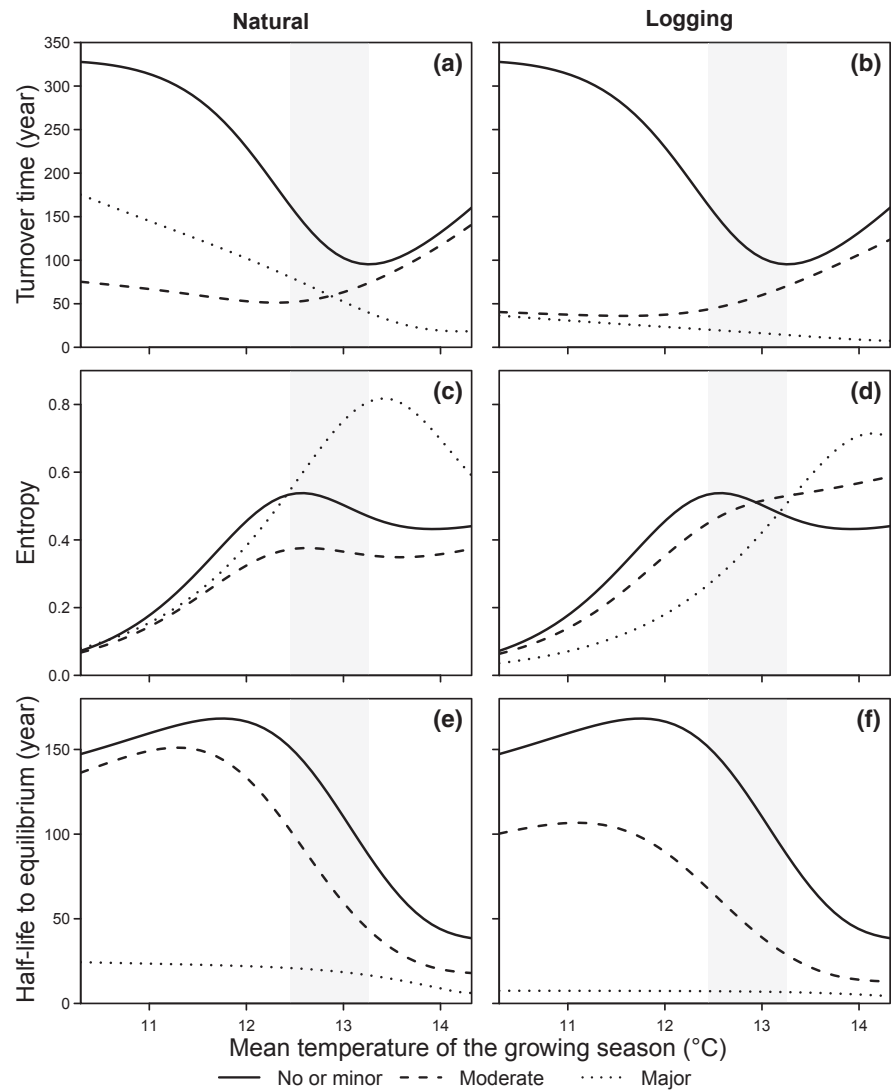 Natural
Logging
Turnover time (year)
350
300
250
200
150
100
50
0
(a)
(b)
Entropy
0.8
0.6
0.4
0.2
0.0
(c)
(d)
Half-life to equilibrium (year)
150
100
50
0
(e)
(f)
11 12 13 14
11 12 13 14
Mean temperature of the growing season (°C)
No or minor Moderate Major